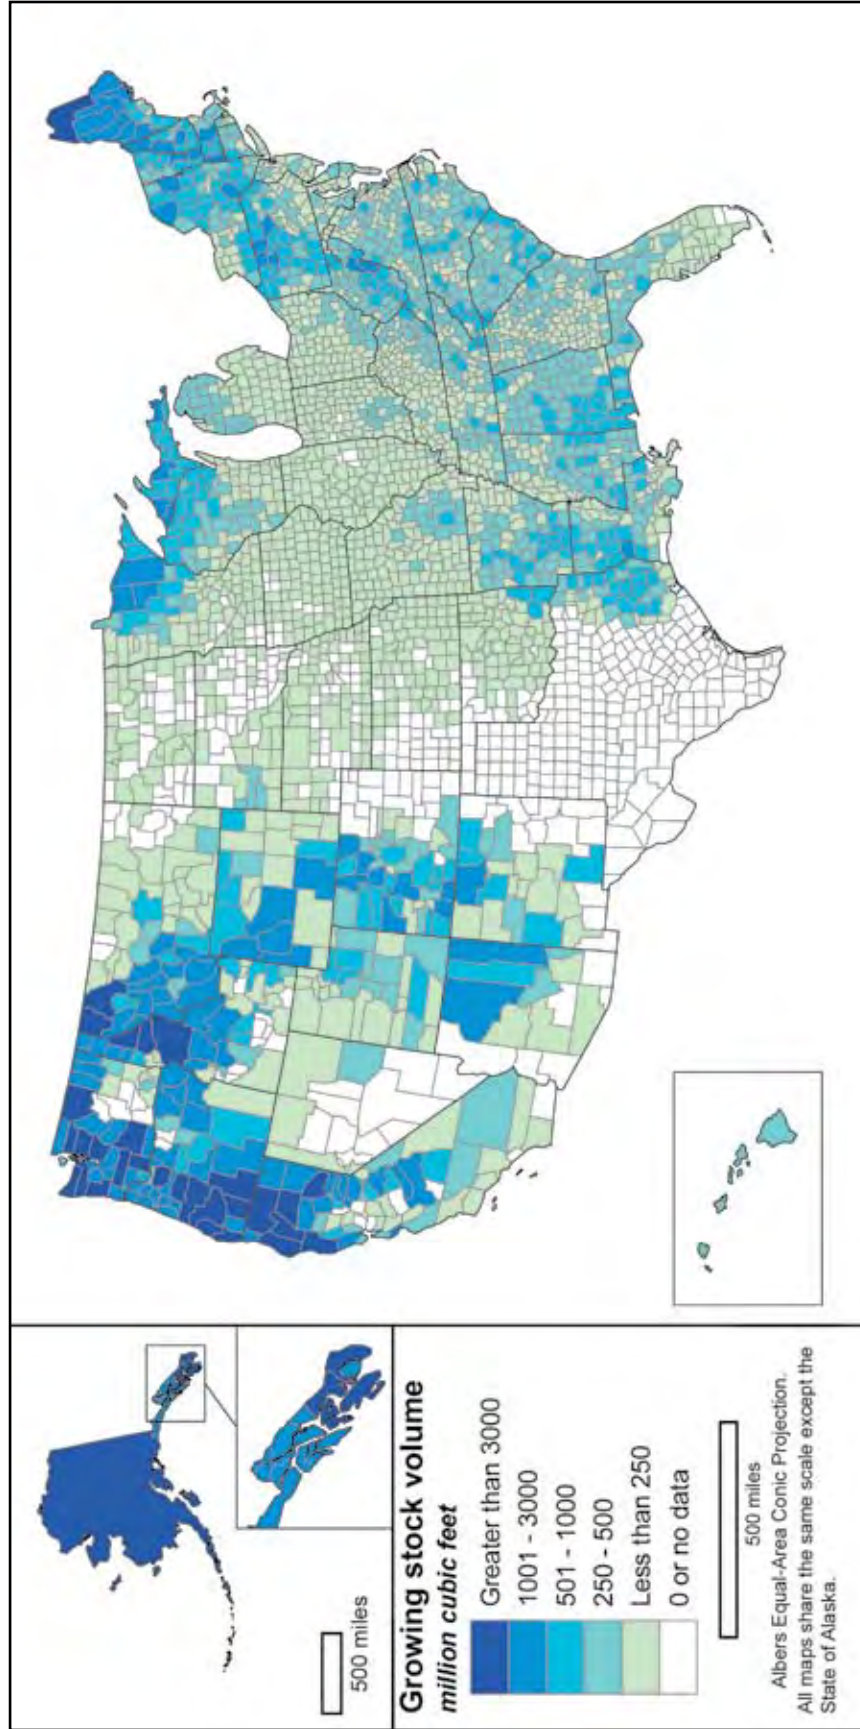 500 miles
Growing stock volume
million cubic feet
Greater than 3000
1001 - 3000
501 - 1000
250 - 500
Less than 250
0 or no data
500 miles
Albers Equal-Area Conic Projection.
All maps share the same scale except the
State of Alaska.